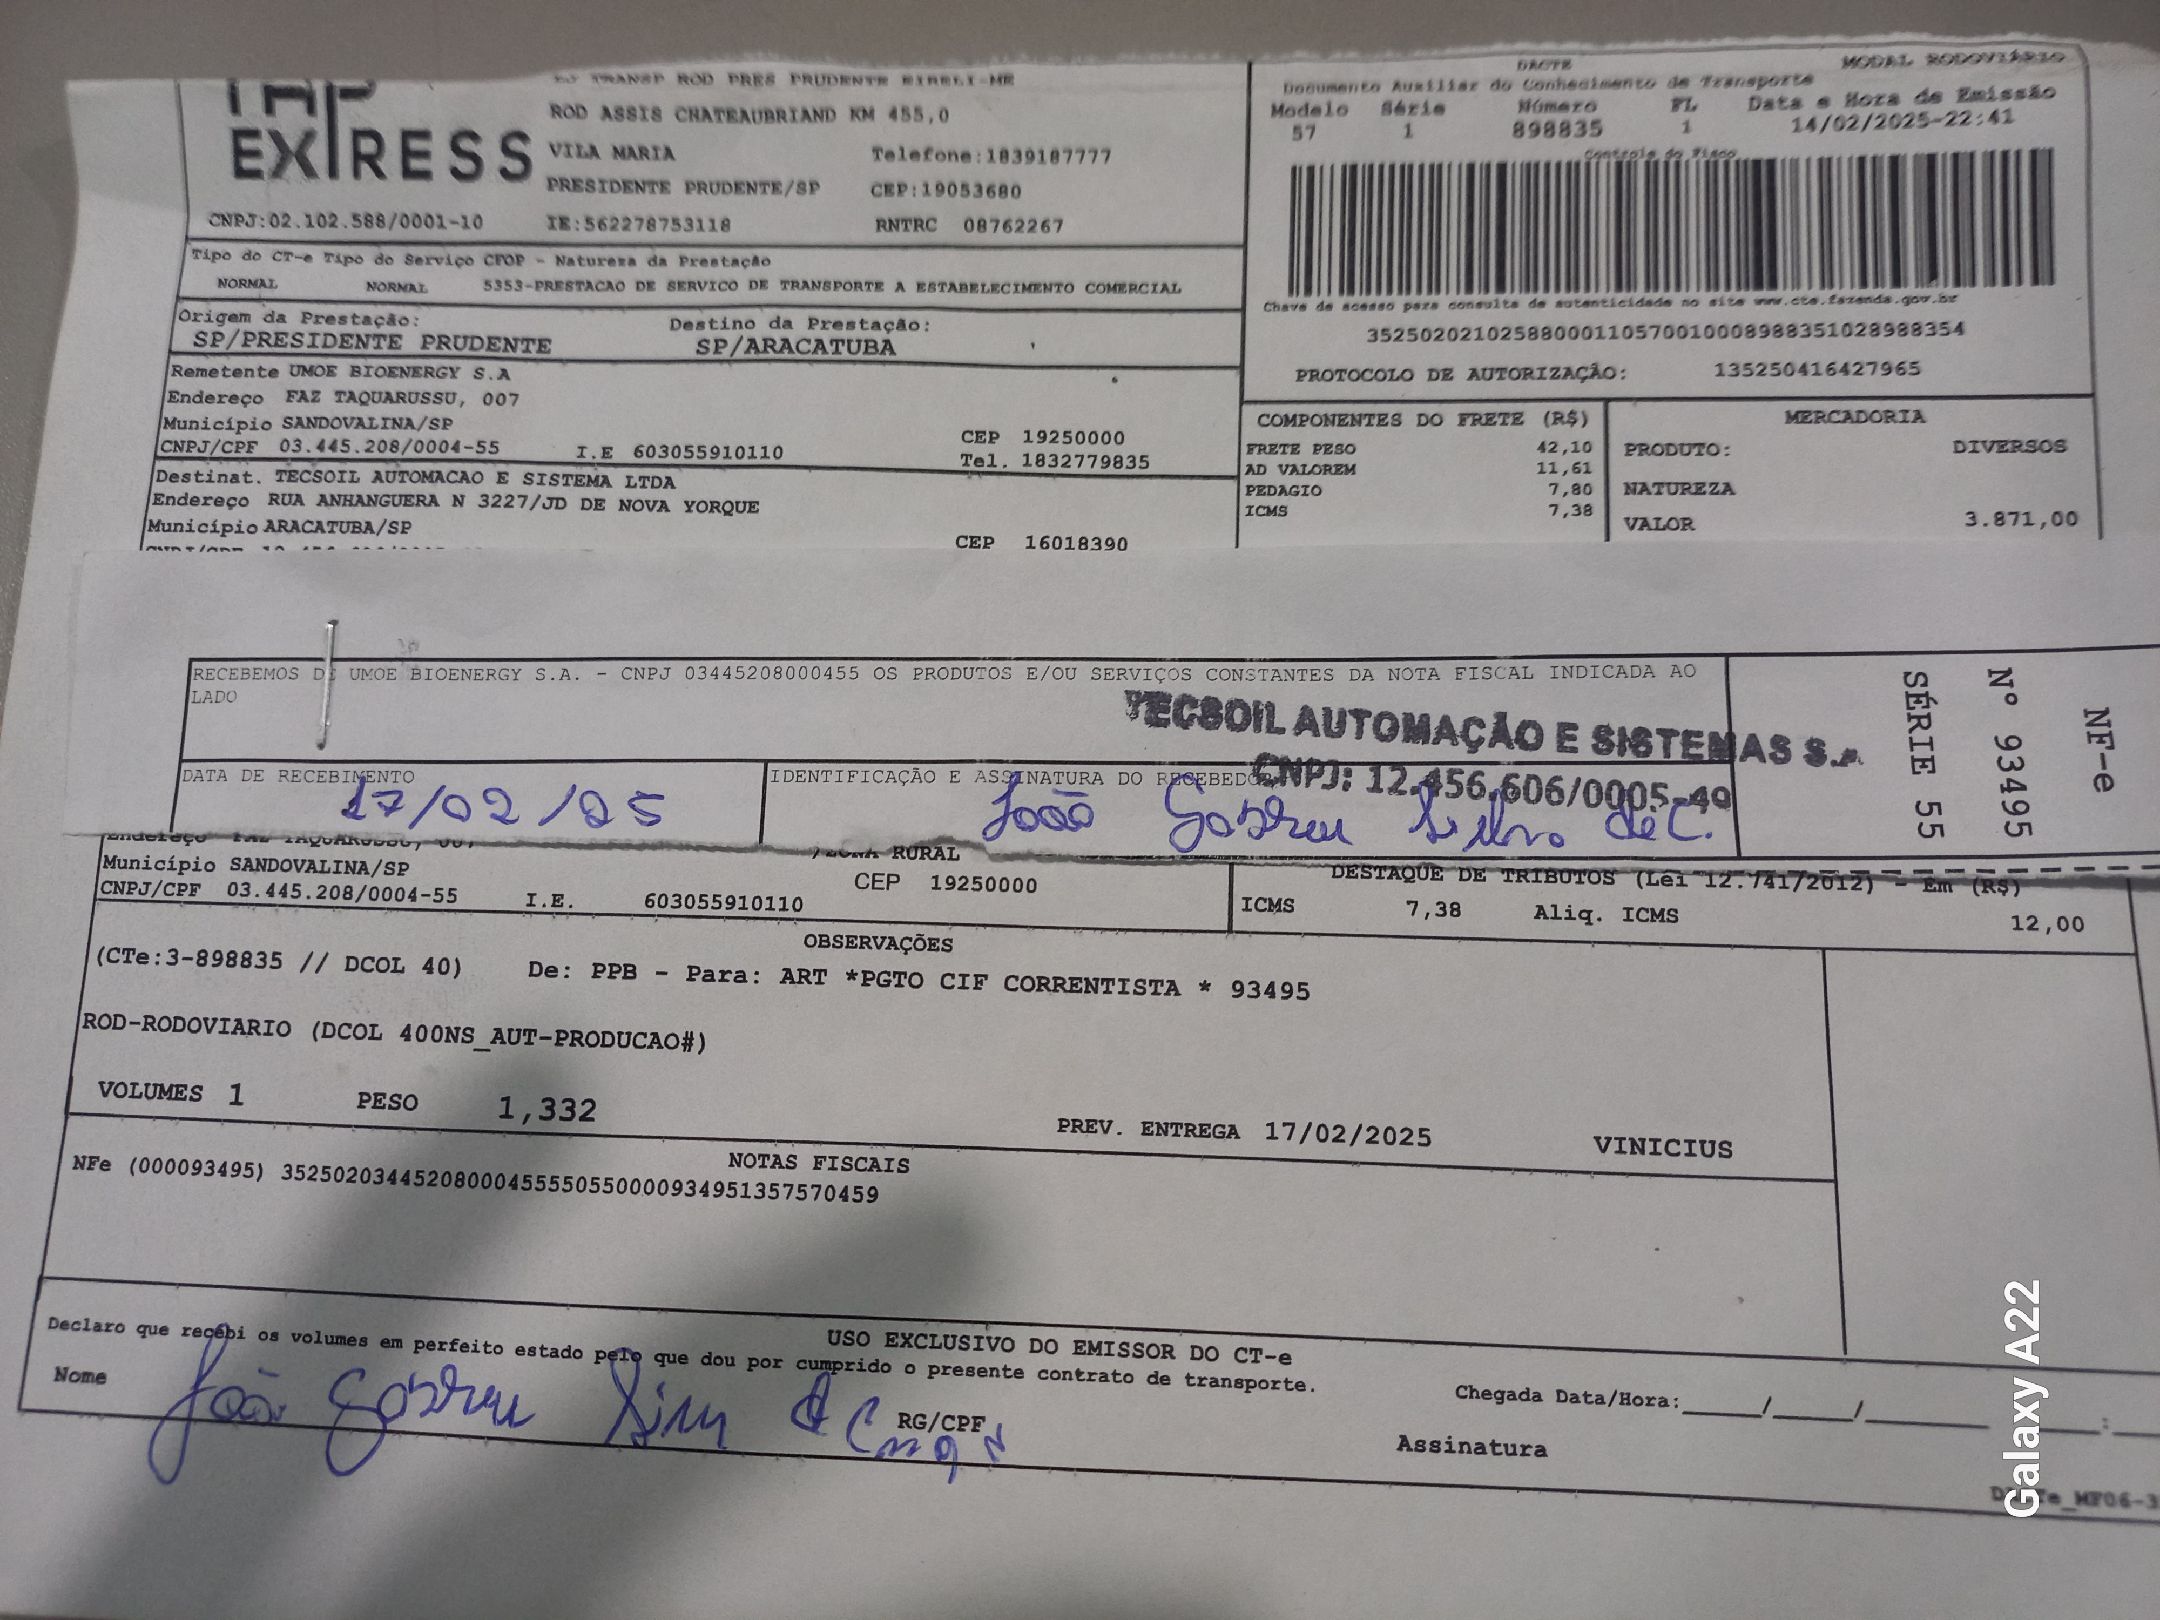 EXPRESS
TRANSP ROD PRES PRUDENTE EIRELI-ME
ROD ASSIS CHATEAUBRIAND KM 455,0
VILA MARIA Telefone:1839187777
PRESIDENTE PRUDENTE/SP CEP:19053680
CNPJ:02.102.588/0001-10 IE:562278753118 RNTRC 08762267
DACTE MODAL RODOVIÁRIO
Documento Auxiliar do Conhecimento de Transporte
Modelo Série Número FL Data e Hora de Emissão
57 1 898835 1 14/02/2025-22:41
Controle do Fisco
Chave de acesso para consulta de autenticidade no site www.cte.fazenda.gov.br
35250202102588000110570010008988351028988354
PROTOCOLO DE AUTORIZAÇÃO: 135250416427965
Tipo do CT-e Tipo do Serviço CFOP - Natureza da Prestação
NORMAL NORMAL 5353-PRESTACAO DE SERVICO DE TRANSPORTE A ESTABELECIMENTO COMERCIAL
Origem da Prestação: Destino da Prestação:
SP/PRESIDENTE PRUDENTE SP/ARACATUBA
Remetente UMOE BIOENERGY S.A
Endereço FAZ TAQUARUSSU, 007
Município SANDOVALINA/SP CEP 19250000
CNPJ/CPF 03.445.208/0004-55 I.E 603055910110 Tel. 1832779835
Destinat. TECSOIL AUTOMACAO E SISTEMA LTDA
Endereço RUA ANHANGUERA N 3227/JD DE NOVA YORQUE
Município ARACATUBA/SP CEP 16018390
COMPONENTES DO FRETE (R$)
FRETE PESO 42,10
AD VALOREM 11,61
PEDAGIO 7,80
ICMS 7,38
MERCADORIA
PRODUTO: DIVERSOS
NATUREZA
VALOR 3.871,00
RECEBEMOS DE UMOE BIOENERGY S.A. - CNPJ 03445208000455 OS PRODUTOS E/OU SERVIÇOS CONSTANTES DA NOTA FISCAL INDICADA AO
LADO
TECSOIL AUTOMAÇÃO E SISTEMAS S.A
CNPJ: 12.456.606/0005-49
DATA DE RECEBIMENTO IDENTIFICAÇÃO E ASSINATURA DO RECEBEDOR
17/02/25 João Gabriel Silva de C.
NF-e
Nº 93495
SÉRIE 55
Endereço FAZ TAQUARUSSU, 007 /ZONA RURAL
Município SANDOVALINA/SP CEP 19250000
CNPJ/CPF 03.445.208/0004-55 I.E. 603055910110
DESTAQUE DE TRIBUTOS (Lei 12.741/2012) - Em (R$)
ICMS 7,38 Aliq. ICMS 12,00
OBSERVAÇÕES
(CTe:3-898835 // DCOL 40) De: PPB - Para: ART *PGTO CIF CORRENTISTA * 93495
ROD-RODOVIARIO (DCOL 400NS_AUT-PRODUCAO#)
VOLUMES 1 PESO 1,332 PREV. ENTREGA 17/02/2025 VINICIUS
NOTAS FISCAIS
NFe (000093495) 35250203445208000455550550000934951357570459
USO EXCLUSIVO DO EMISSOR DO CT-e
Declaro que recebi os volumes em perfeito estado pelo que dou por cumprido o presente contrato de transporte.
Nome João Gabriel RG/CPF Chegada Data/Hora:_____/_____/_____:
Assinatura
Galaxy A22